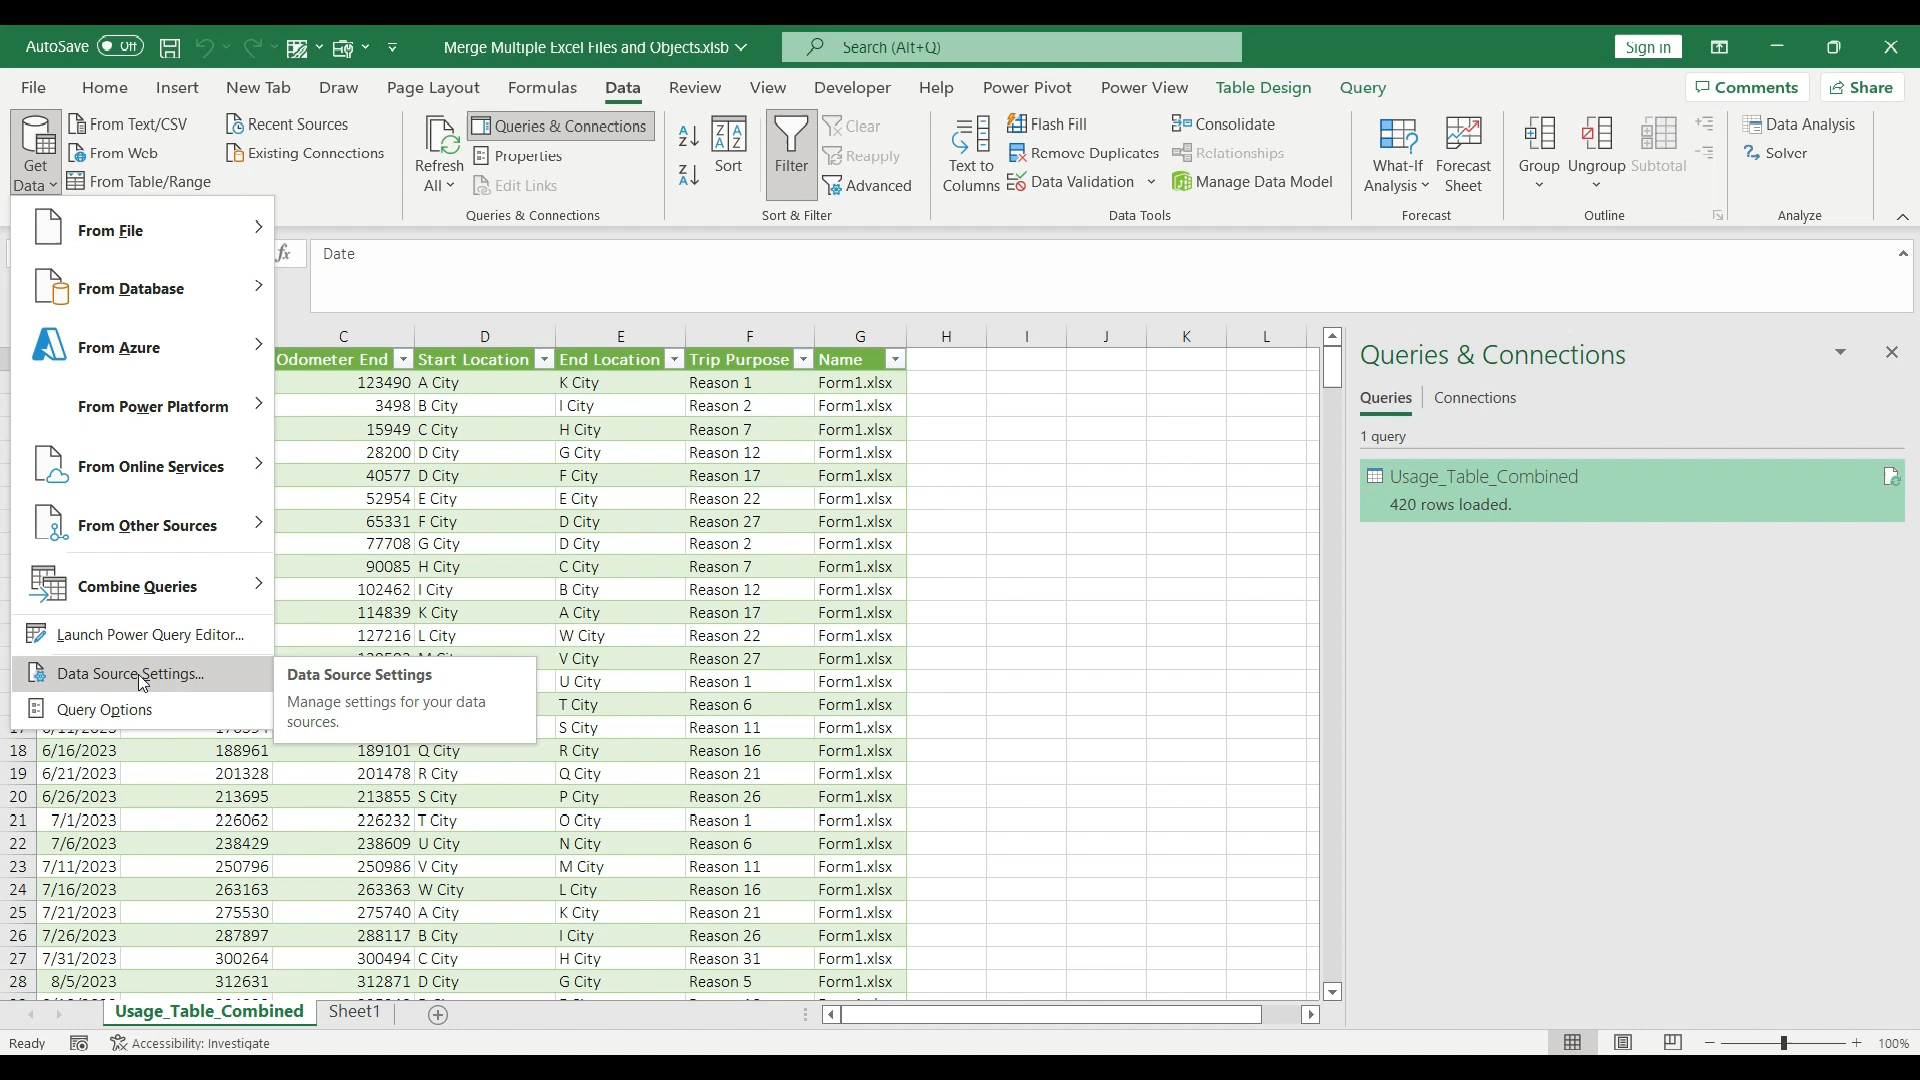 AutoSave Off Merge Multiple Excel Files and Objects.xlsb Search (Alt+Q) Sign in
File Home Insert New Tab Draw Page Layout Formulas Data Review View Developer Help Power Pivot Power View Table Design Query Comments Share
Get Data
From Text/CSV
From Web
From Table/Range
Recent Sources
Existing Connections
Refresh All
Queries & Connections
Properties
Edit Links
Queries & Connections
Sort
Filter
Clear
Reapply
Advanced
Sort & Filter
Text to Columns
Flash Fill
Remove Duplicates
Data Validation
Consolidate
Relationships
Manage Data Model
Data Tools
What-If Analysis
Forecast Sheet
Forecast
Group
Ungroup
Subtotal
Outline
Data Analysis
Solver
Analyze
From File
From Database
From Azure
From Power Platform
From Online Services
From Other Sources
Combine Queries
Launch Power Query Editor...
Data Source Settings...
Query Options
Data Source Settings
Manage settings for your data
sources.
fx Date
C D E F G H I J K L
Odometer End Start Location End Location Trip Purpose Name
123490 A City K City Reason 1 Form1.xlsx
3498 B City I City Reason 2 Form1.xlsx
15949 C City H City Reason 7 Form1.xlsx
28200 D City G City Reason 12 Form1.xlsx
40577 D City F City Reason 17 Form1.xlsx
52954 E City E City Reason 22 Form1.xlsx
65331 F City D City Reason 27 Form1.xlsx
77708 G City D City Reason 2 Form1.xlsx
90085 H City C City Reason 7 Form1.xlsx
102462 I City B City Reason 12 Form1.xlsx
114839 K City A City Reason 17 Form1.xlsx
127216 L City W City Reason 22 Form1.xlsx
V City Reason 27 Form1.xlsx
U City Reason 1 Form1.xlsx
T City Reason 6 Form1.xlsx
S City Reason 11 Form1.xlsx
18 6/16/2023 188961 189101 Q City R City Reason 16 Form1.xlsx
19 6/21/2023 201328 201478 R City Q City Reason 21 Form1.xlsx
20 6/26/2023 213695 213855 S City P City Reason 26 Form1.xlsx
21 7/1/2023 226062 226232 T City O City Reason 1 Form1.xlsx
22 7/6/2023 238429 238609 U City N City Reason 6 Form1.xlsx
23 7/11/2023 250796 250986 V City M City Reason 11 Form1.xlsx
24 7/16/2023 263163 263363 W City L City Reason 16 Form1.xlsx
25 7/21/2023 275530 275740 A City K City Reason 21 Form1.xlsx
26 7/26/2023 287897 288117 B City I City Reason 26 Form1.xlsx
27 7/31/2023 300264 300494 C City H City Reason 31 Form1.xlsx
28 8/5/2023 312631 312871 D City G City Reason 5 Form1.xlsx
Queries & Connections
Queries Connections
1 query
Usage_Table_Combined
420 rows loaded.
Usage_Table_Combined Sheet1
Ready Accessibility: Investigate 100%